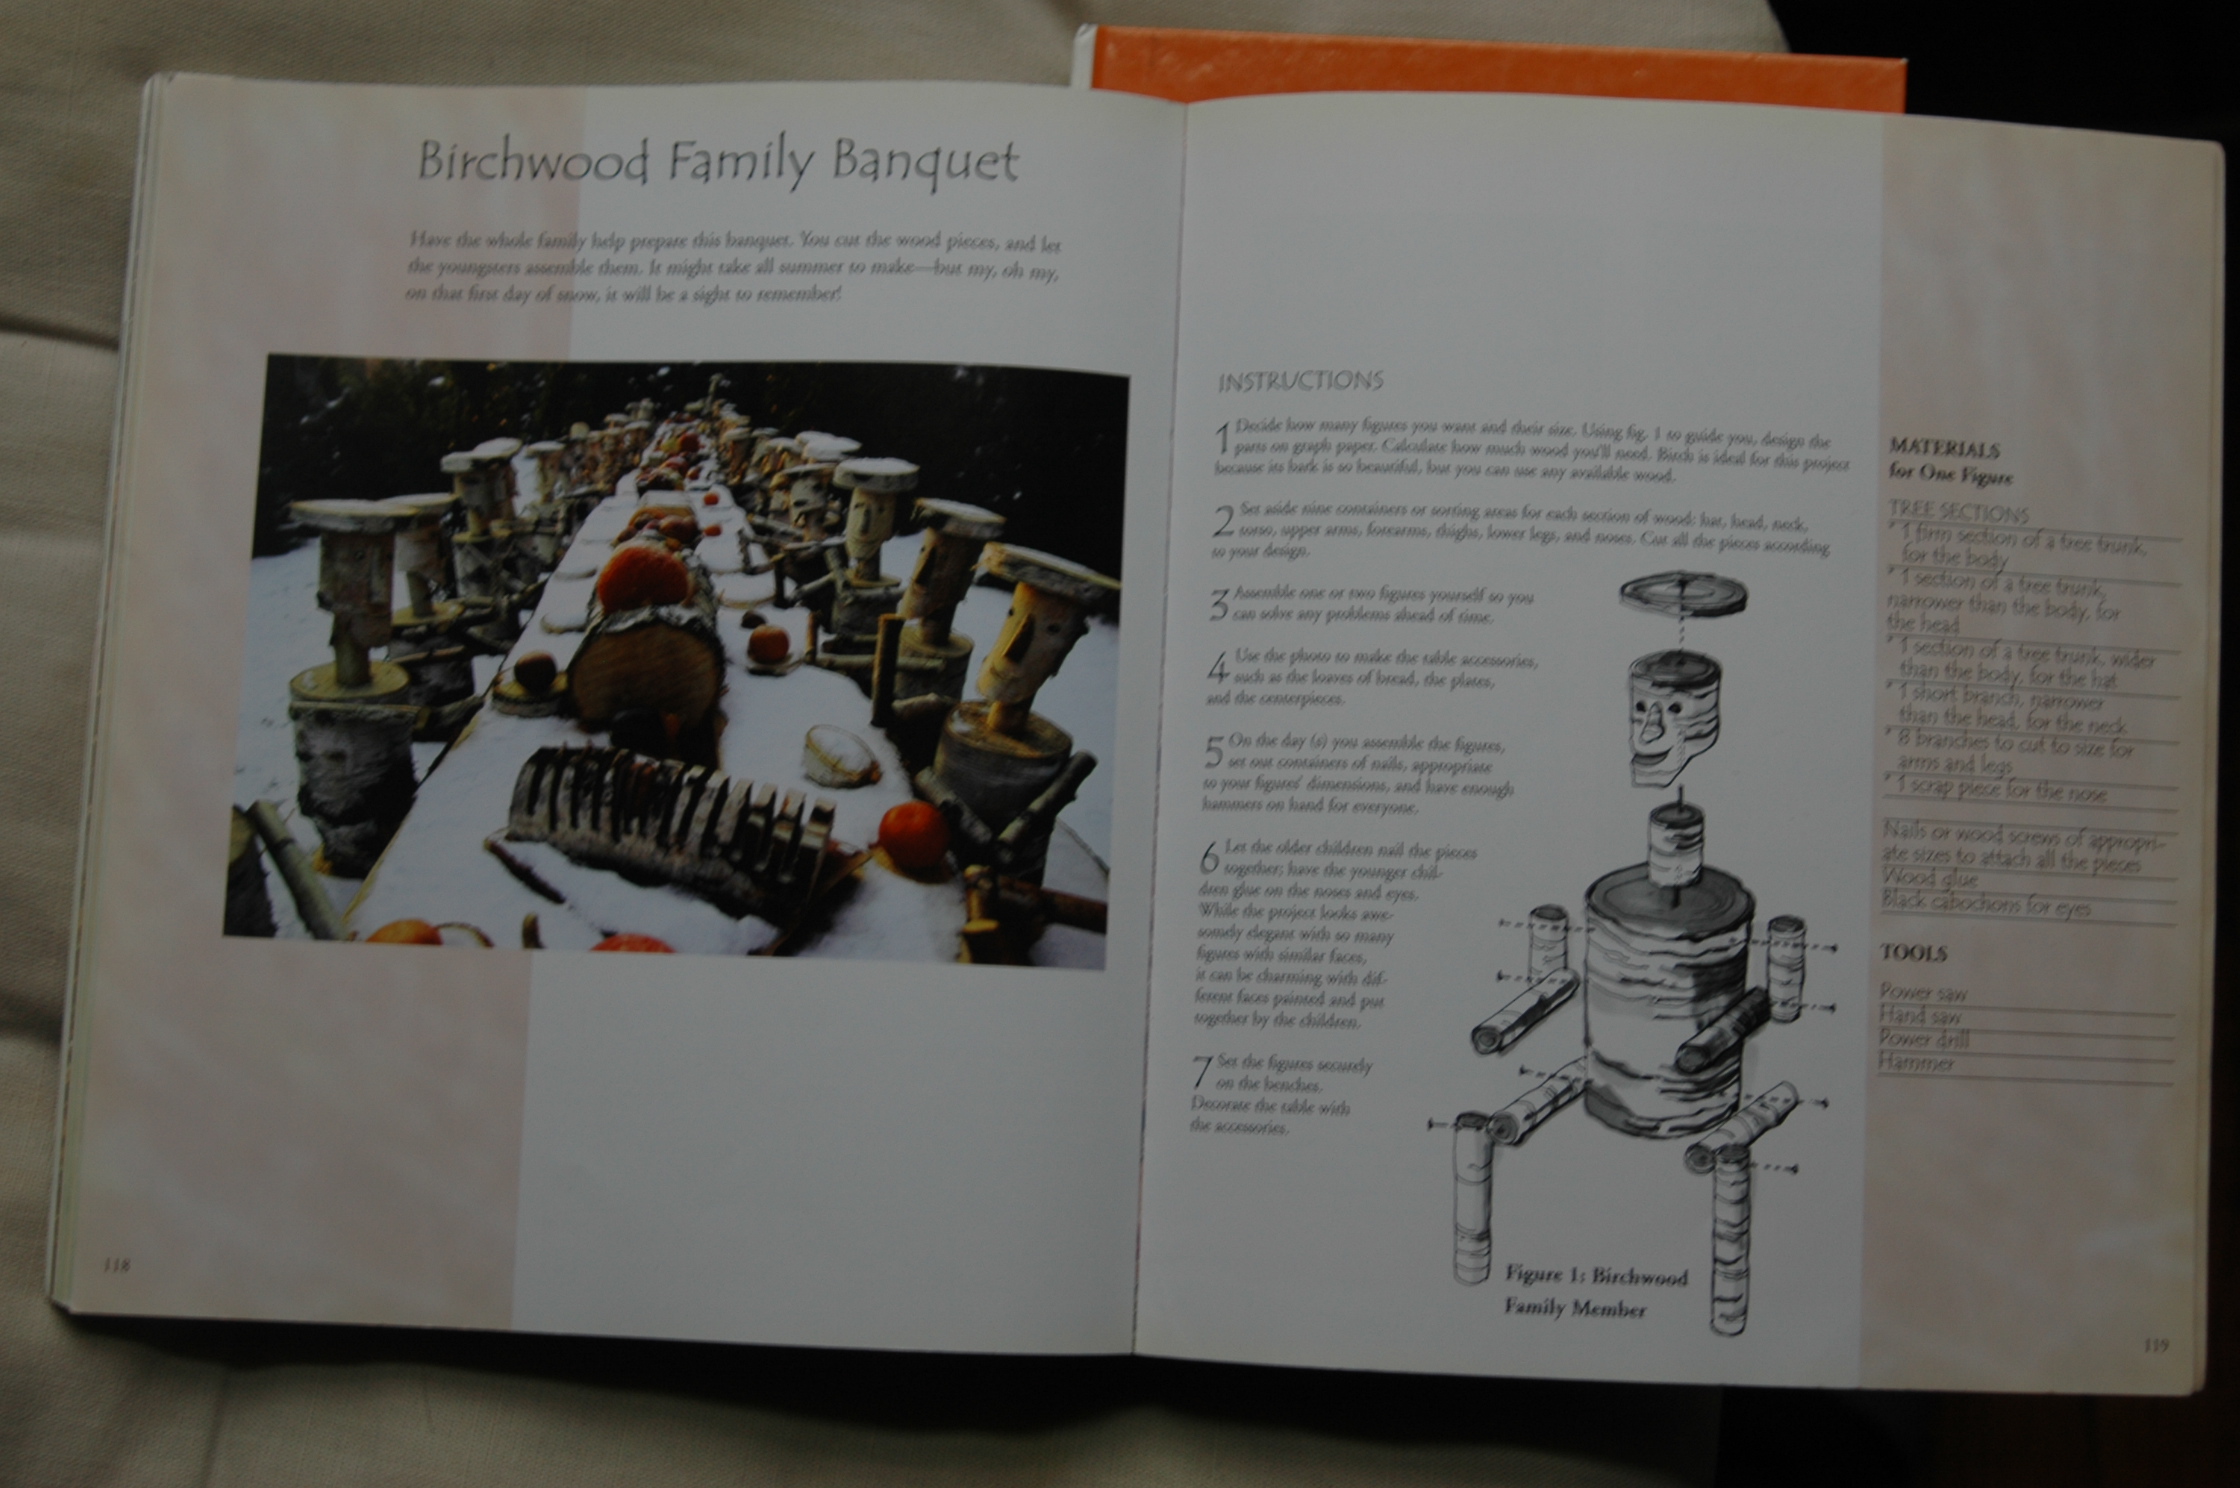 Birchwood Family Banquet
Have the whole family help prepare this banquet. You cut the wood pieces, and let
the youngsters assemble them. It might take all summer to make—but my, oh my,
on that first day of snow, it will be a sight to remember!
118
INSTRUCTIONS
1 Decide how many figures you want and their size. Using fig. 1 to guide you, design the
parts on graph paper. Calculate how much wood you'll need. Birch is ideal for this project
because its bark is so beautiful, but you can use any available wood.
2 Set aside nine containers or sorting areas for each section of wood: hat, head, neck,
torso, upper arms, forearms, thighs, lower legs, and noses. Cut all the pieces according
to your design.
3 Assemble one or two figures yourself so you
can solve any problems ahead of time.
4 Use the photo to make the table accessories,
such as the loaves of bread, the plates,
and the centerpieces.
5 On the day (s) you assemble the figures,
set out containers of nails, appropriate
to your figures' dimensions, and have enough
hammers on hand for everyone.
6 Let the older children nail the pieces
together; have the younger chil-
dren glue on the noses and eyes.
While the project looks awe-
somely elegant with so many
figures with similar faces,
it can be charming with dif-
ferent faces painted and put
together by the children.
7 Set the figures securely
on the benches.
Decorate the table with
the accessories.
Figure 1: Birchwood
Family Member
MATERIALS
for One Figure
TREE SECTIONS
* 1 firm section of a tree trunk,
for the body
* 1 section of a tree trunk,
narrower than the body, for
the head
* 1 section of a tree trunk, wider
than the body, for the hat
* 1 short branch, narrower
than the head, for the neck
* 8 branches to cut to size for
arms and legs
* 1 scrap piece for the nose
Nails or wood screws of appropri-
ate sizes to attach all the pieces
Wood glue
Black cabochons for eyes
TOOLS
Power saw
Hand saw
Power drill
Hammer
119